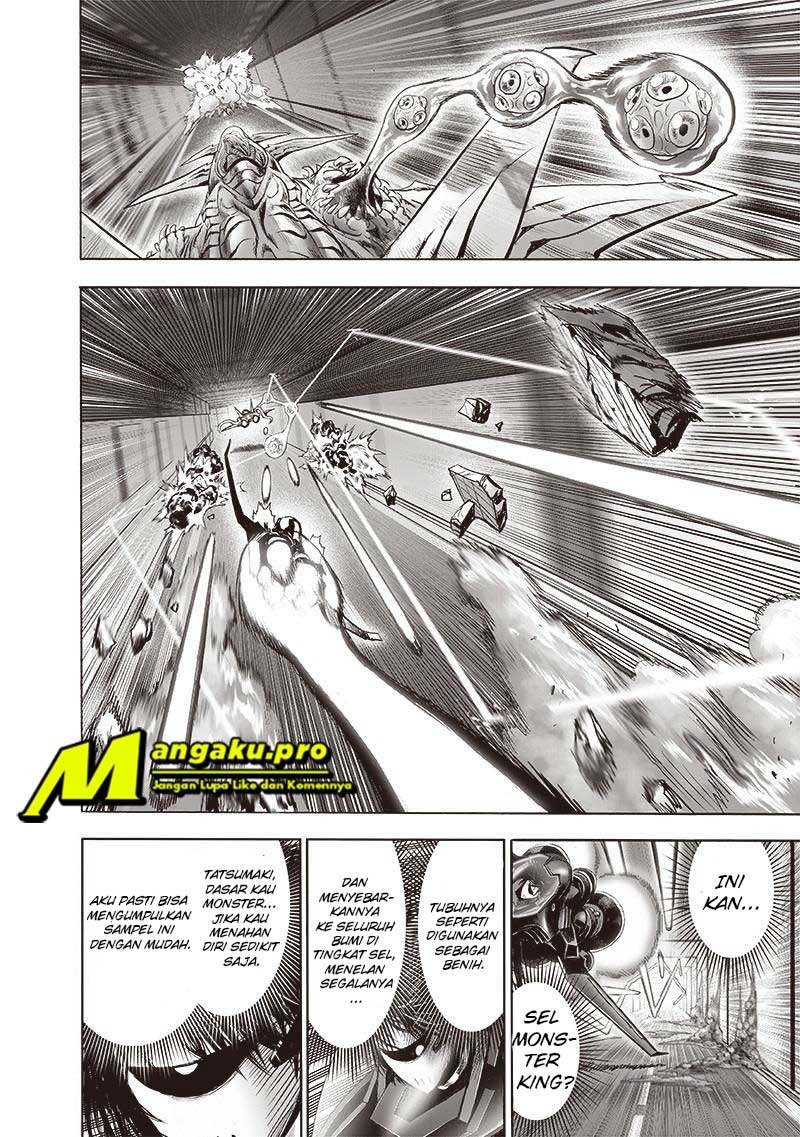 Mangaku.pro
Jangan Lupa Like dan Komennya
INI
KAN...
SEL
MONS-
TER
KING?
TUBUHNYA
SEPERTI
DIGUNAKAN
SEBAGAI
BENIH.
DAN
MENYEBAR-
KANNYA
KE SELURUH
BUMI DI
TINGKAT SEL,
MENELAN
SEGALANYA
...
TATSUMAKI,
DASAR KAU
MONSTER...
JIKA KAU
MENAHAN
DIRI SEDIKIT
SAJA.
AKU PASTI BISA
MENGUMPULKAN
SAMPEL INI
DENGAN MUDAH.